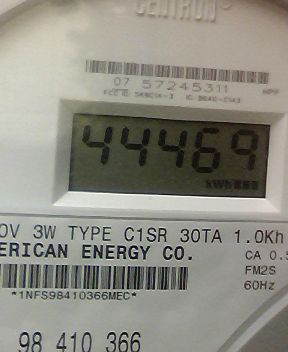 CENTRON
07 57245311
44469
kWh
0V 3W TYPE C1SR 30TA 1.0Kh
ERICAN ENERGY CO. CA 0.5
FM2S
*1NFS98410366MEC* 60Hz
98 410 366